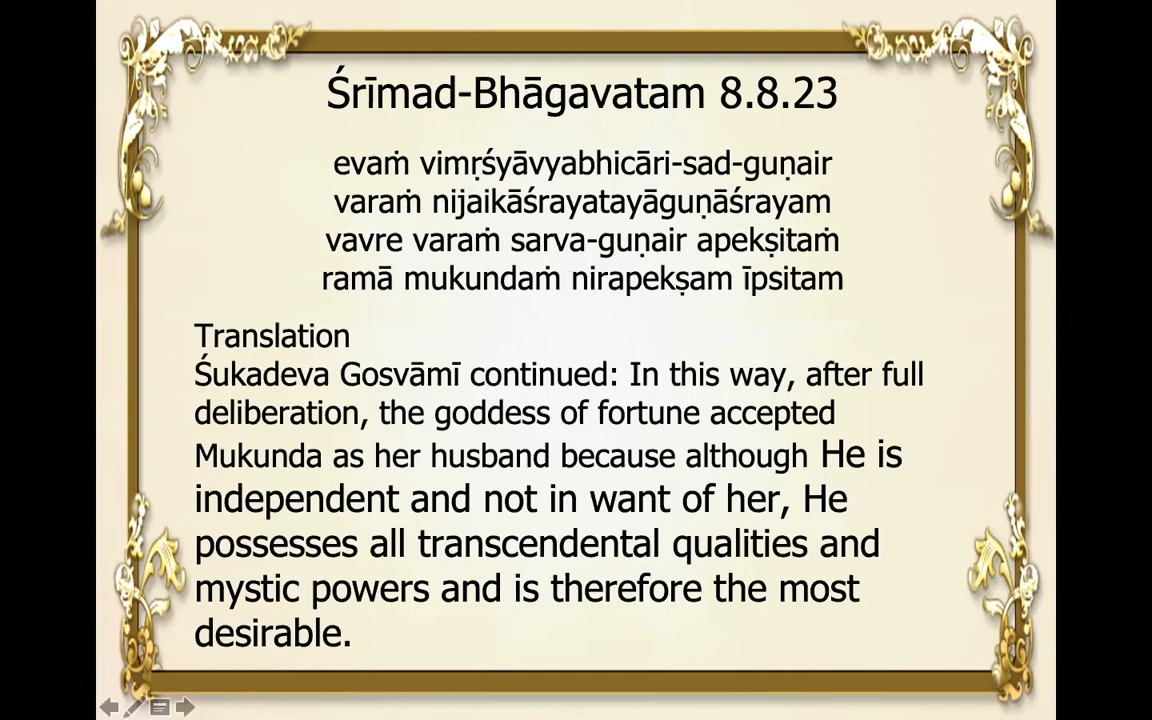 Śrīmad-Bhāgavatam 8.8.23
evaṁ vimṛśyāvyabhicāri-sad-guṇair
varaṁ nijaikāśrayatayāguṇāśrayam
vavre varaṁ sarva-guṇair apekṣitaṁ
ramā mukundaṁ nirapekṣam īpsitam
Translation
Śukadeva Gosvāmī continued: In this way, after full
deliberation, the goddess of fortune accepted
Mukunda as her husband because although He is
independent and not in want of her, He
possesses all transcendental qualities and
mystic powers and is therefore the most
desirable.